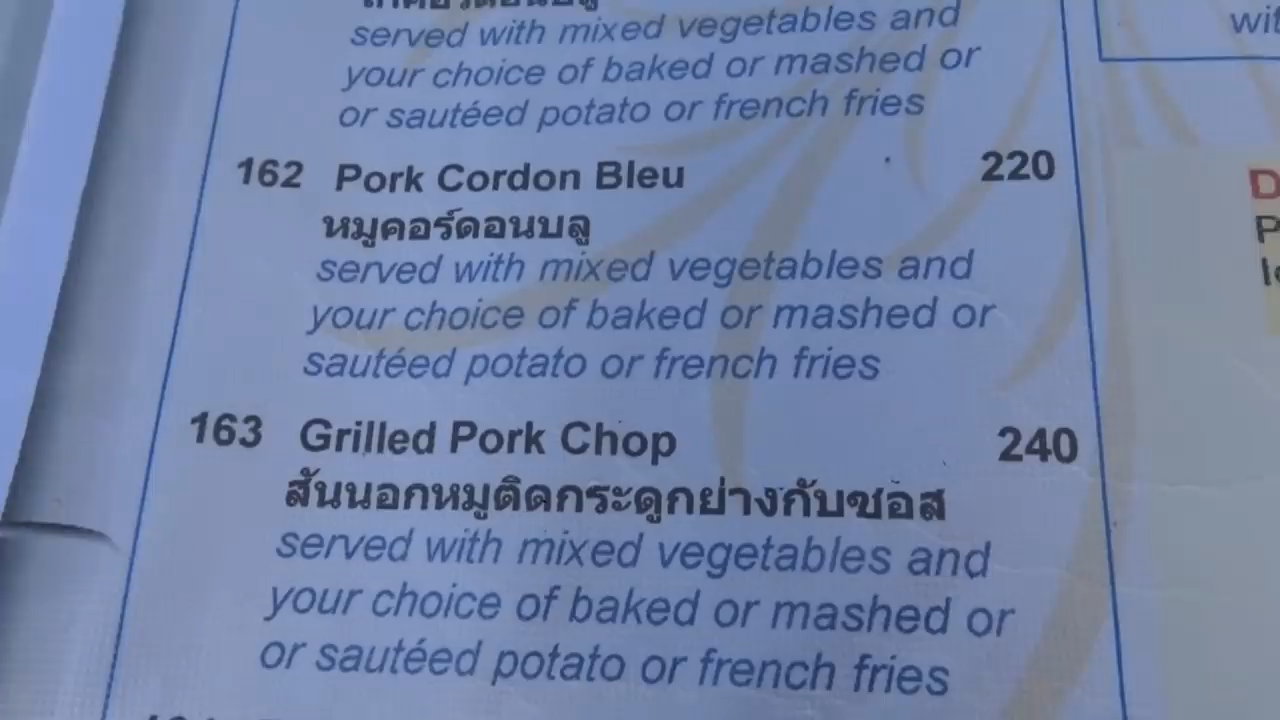 served with mixed vegetables and
your choice of baked or mashed or
or sautéed potato or french fries
162 Pork Cordon Bleu 220
หมูคอร์ดอนบลู
served with mixed vegetables and
your choice of baked or mashed or
sautéed potato or french fries
163 Grilled Pork Chop 240
สันนอกหมูติดกระดูกย่างกับซอส
served with mixed vegetables and
your choice of baked or mashed or
or sautéed potato or french fries